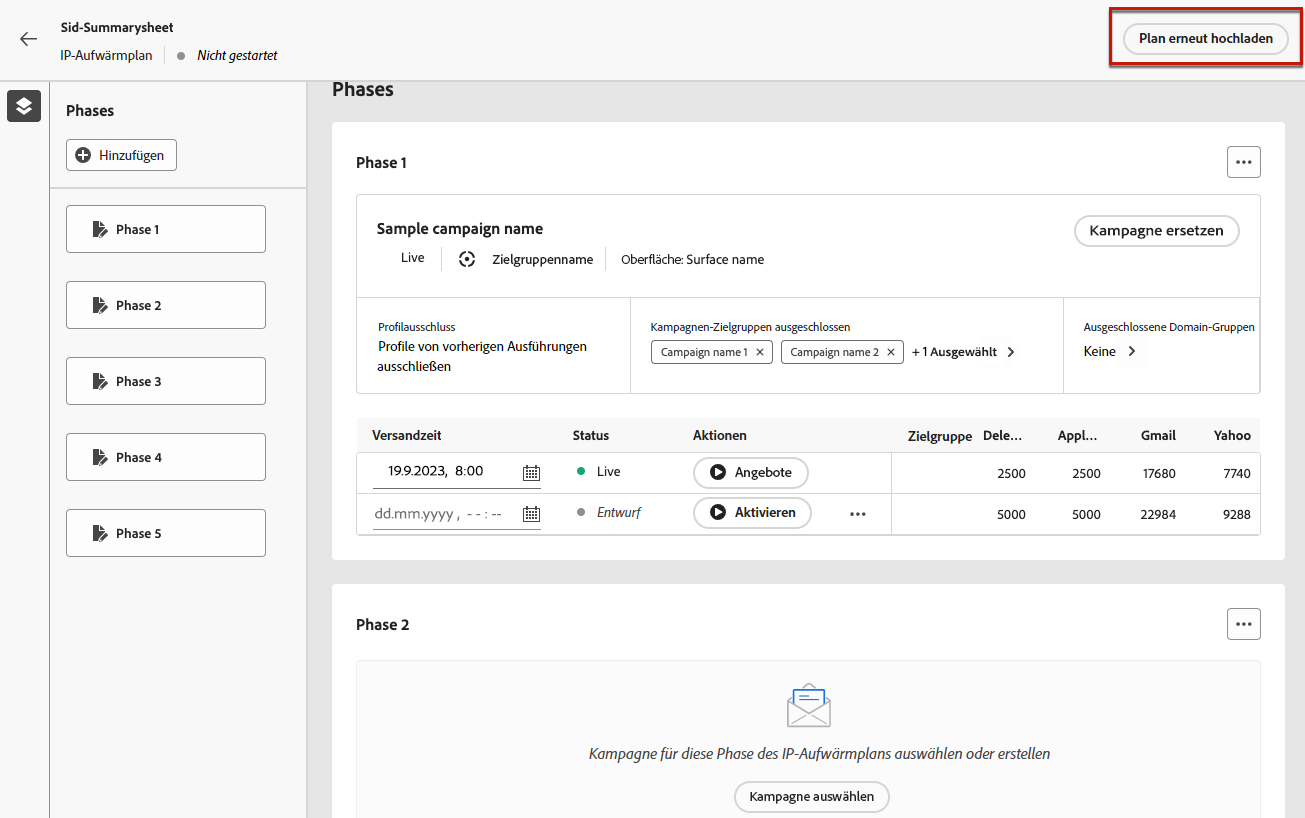 Sid-Summarysheet
IP-Aufwärmplan
Nicht gestartet
Plan erneut hochladen
Phases
Hinzufügen
Phase 1
Phase 2
Phase 3
Phase 4
Phase 5
Phases
Phase 1
Sample campaign name
Kampagne ersetzen
Live
Zielgruppenname
Oberfläche: Surface name
Profilausschluss
Profile von vorherigen Ausführungen
ausschließen
Kampagnen-Zielgruppen ausgeschlossen
Campaign name 1
Campaign name 2
+ 1 Ausgewählt
Ausgeschlossene Domain-Gruppen
Keine
Versandzeit Status Aktionen Zielgruppe Dele... Appl... Gmail Yahoo
19.9.2023, 8:00 Live Angebote 2500 2500 17680 7740
dd.mm.yyyy , - - : - - Entwurf Aktivieren 5000 5000 22984 9288
Phase 2
Kampagne für diese Phase des IP-Aufwärmplans auswählen oder erstellen
Kampagne auswählen